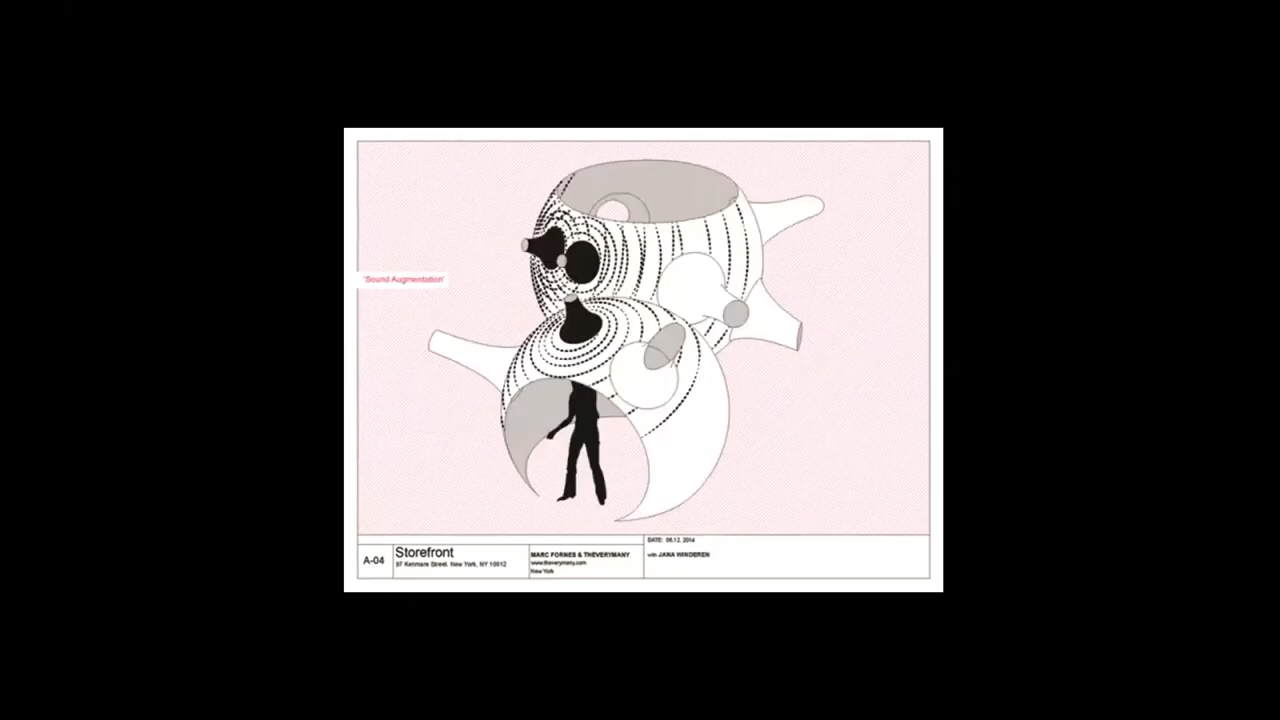 'Sound Augmentation'
DATE: 06.12. 2014
A-04
Storefront
97 Kenmare Street. New York, NY 10012
MARC FORNES & THEVERYMANY
www.theverymany.com
New York
with JANA WINDEREN